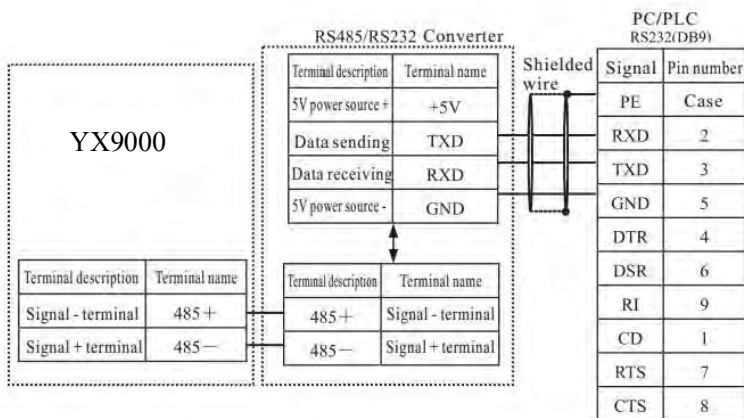 PC/PLC
RS232(DB9)
RS485/RS232 Converter
Shielded
wire
YX9000
Terminal description Terminal name
5V power source + +5V
Data sending TXD
Data receiving RXD
5V power source - GND
Signal Pin number
PE Case
RXD 2
TXD 3
GND 5
DTR 4
DSR 6
RI 9
CD 1
RTS 7
CTS 8
Terminal description Terminal name
Signal - terminal 485+
Signal + terminal 485−
Terminal description Terminal name
485+ Signal - terminal
485− Signal + terminal